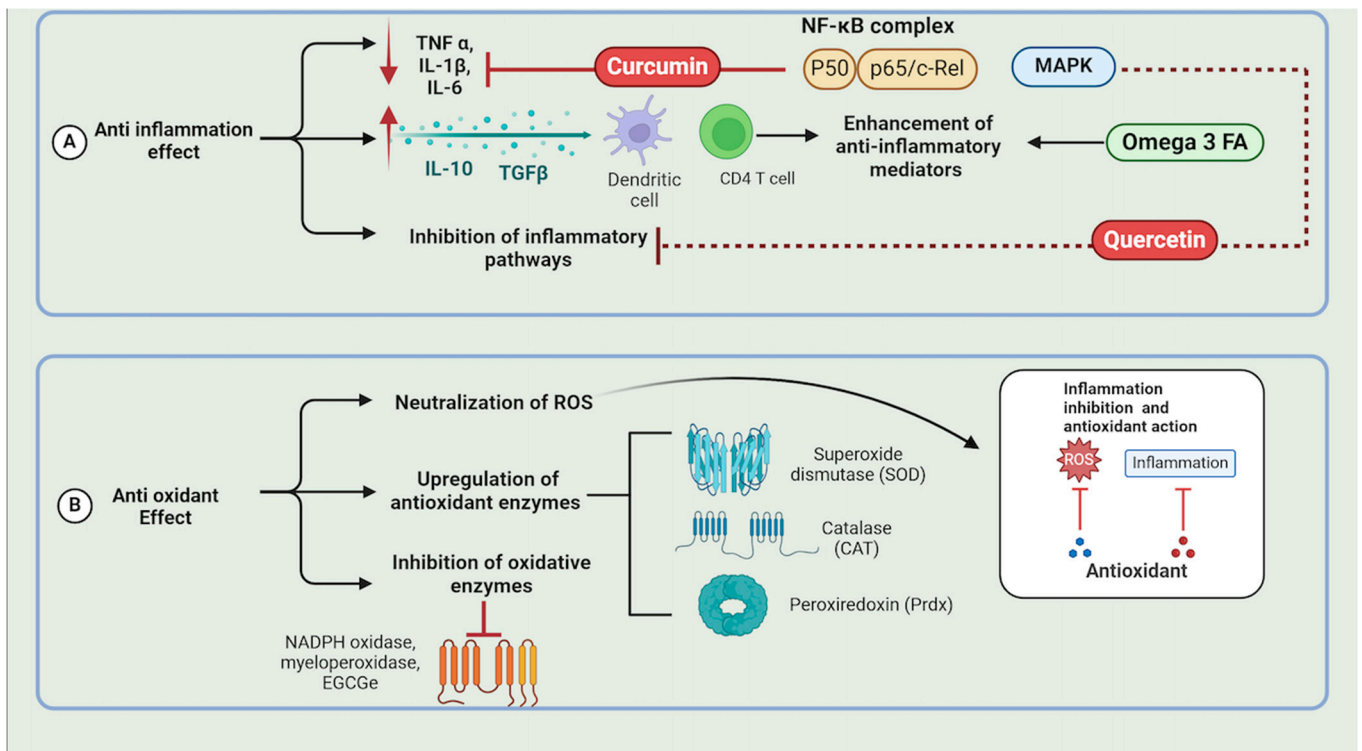 A
Anti inflammation
effect
TNF α,
IL-1β,
IL-6
Curcumin
NF-κB complex
P50
p65/c-Rel
MAPK
IL-10
TGFβ
Dendritic
cell
CD4 T cell
Enhancement of
anti-inflammatory
mediators
Omega 3 FA
Inhibition of inflammatory
pathways
Quercetin
B
Anti oxidant
Effect
Neutralization of ROS
Upregulation of
antioxidant enzymes
Inhibition of oxidative
enzymes
NADPH oxidase,
myeloperoxidase,
EGCGe
Superoxide
dismutase (SOD)
Catalase
(CAT)
Peroxiredoxin (Prdx)
Inflammation
inhibition and
antioxidant action
ROS
Inflammation
Antioxidant